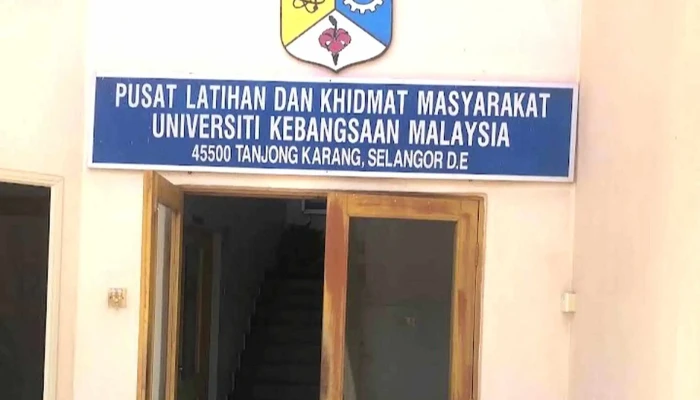 PUSAT LATIHAN DAN KHIDMAT MASYARAKAT
UNIVERSITI KEBANGSAAN MALAYSIA
45500 TANJONG KARANG, SELANGOR D.E